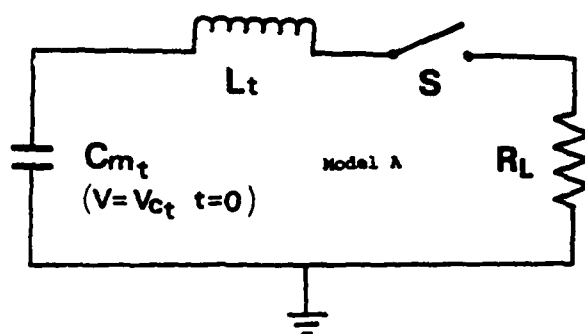 Lt
S
Cmt
Model A
RL
(V=Vct t=0)